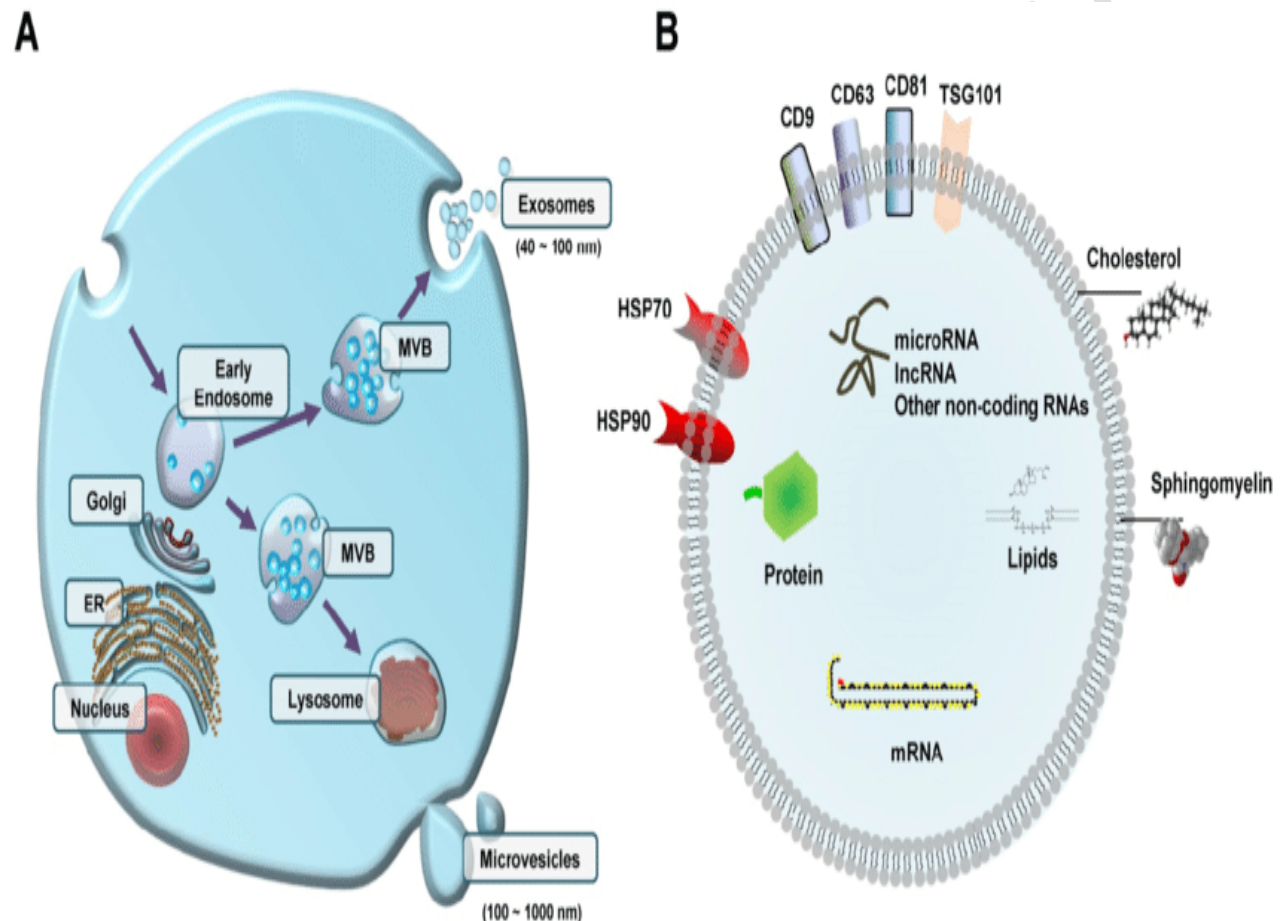 A
Exosomes
(40 ~ 100 nm)
MVB
Early
Endosome
Golgi
MVB
ER
Lysosome
Nucleus
Microvesicles
(100 ~ 1000 nm)
B
CD9
CD63
CD81
TSG101
Cholesterol
HSP70
microRNA
lncRNA
Other non-coding RNAs
HSP90
Sphingomyelin
Protein
Lipids
mRNA